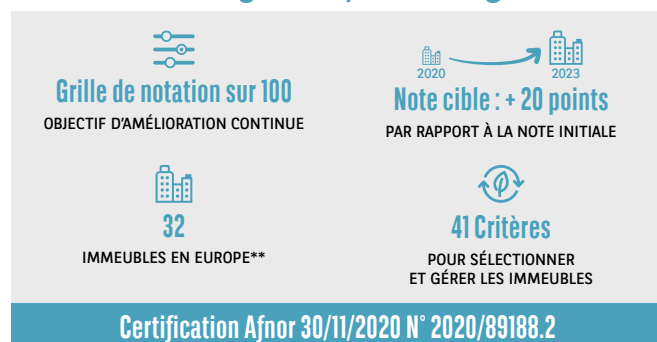 Grille de notation sur 100
OBJECTIF D'AMÉLIORATION CONTINUE
2020
2023
Note cible : + 20 points
PAR RAPPORT À LA NOTE INITIALE
32
IMMEUBLES EN EUROPE**
41 Critères
POUR SÉLECTIONNER
ET GÉRER LES IMMEUBLES
Certification Afnor 30/11/2020 N° 2020/89188.2